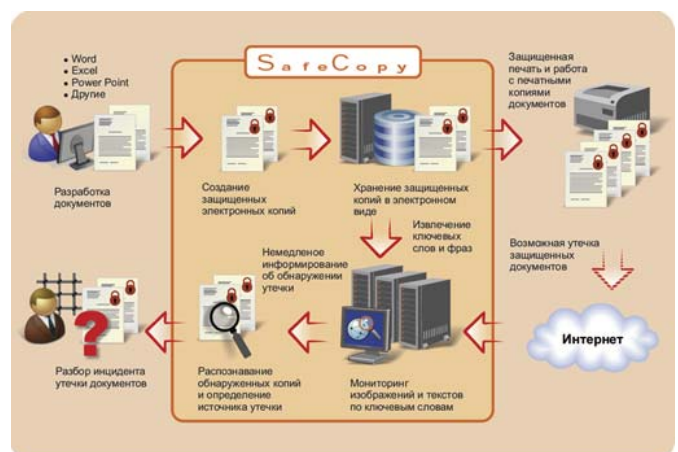 • Word
• Excel
• Power Point
• Другие
SafeCopy
Защищенная
печать и работа
с печатными
копиями
документов
Разработка
документов
Создание
защищенных
электронных копий
Хранение защищенных
копий в электронном
виде
Извлечение
ключевых
слов и фраз
Возможная утечка
защищенных
документов
Немедленое
информирование
об обнаружении
утечки
Интернет
Разбор инцидента
утечки документов
Распознавание
обнаруженных копий
и определение
источника утечки
Мониторинг
изображений и текстов
по ключевым словам